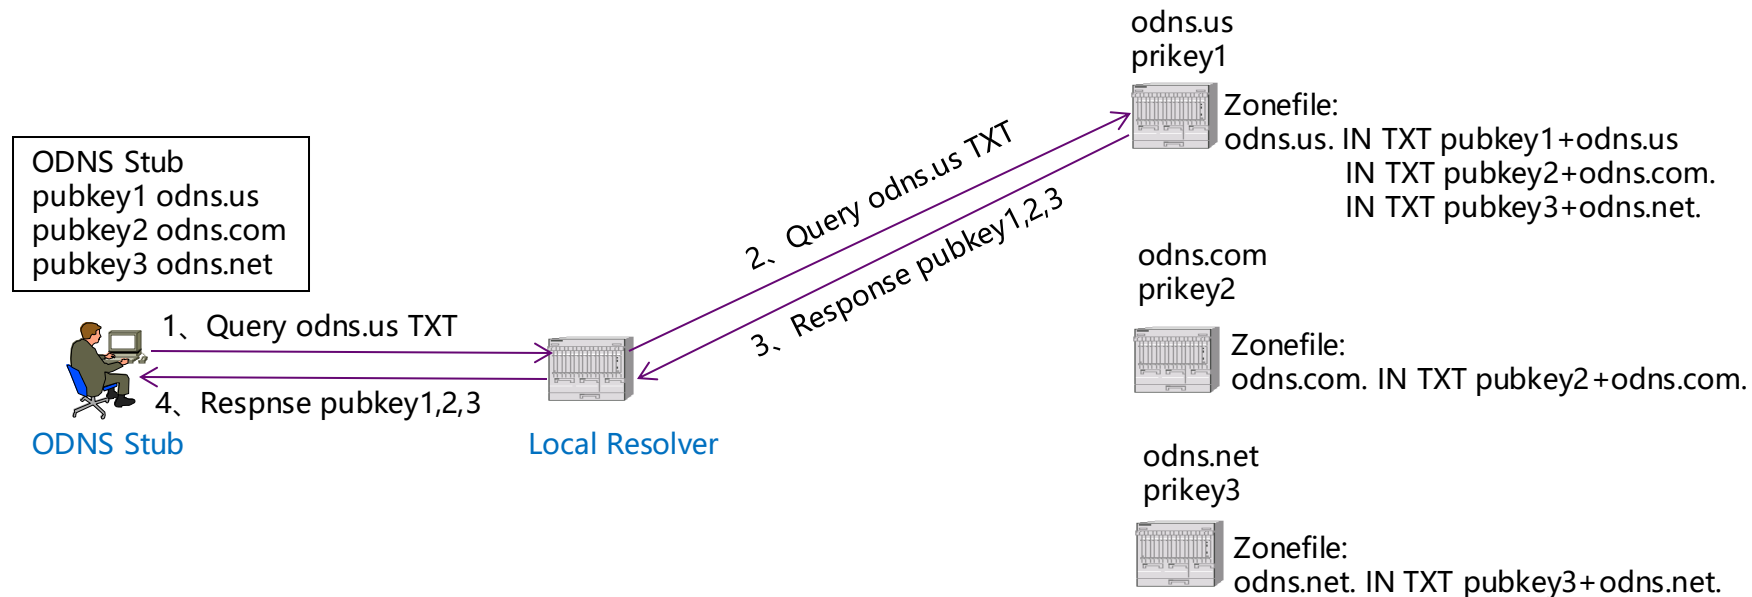 ODNS Stub
pubkey1 odns.us
pubkey2 odns.com
pubkey3 odns.net
1、Query odns.us TXT
4、Respnse pubkey1,2,3
ODNS Stub
Local Resolver
2、Query odns.us TXT
3、Response pubkey1,2,3
odns.us
prikey1
Zonefile:
odns.us. IN TXT pubkey1+odns.us
IN TXT pubkey2+odns.com.
IN TXT pubkey3+odns.net.
odns.com
prikey2
Zonefile:
odns.com. IN TXT pubkey2+odns.com.
odns.net
prikey3
Zonefile:
odns.net. IN TXT pubkey3+odns.net.